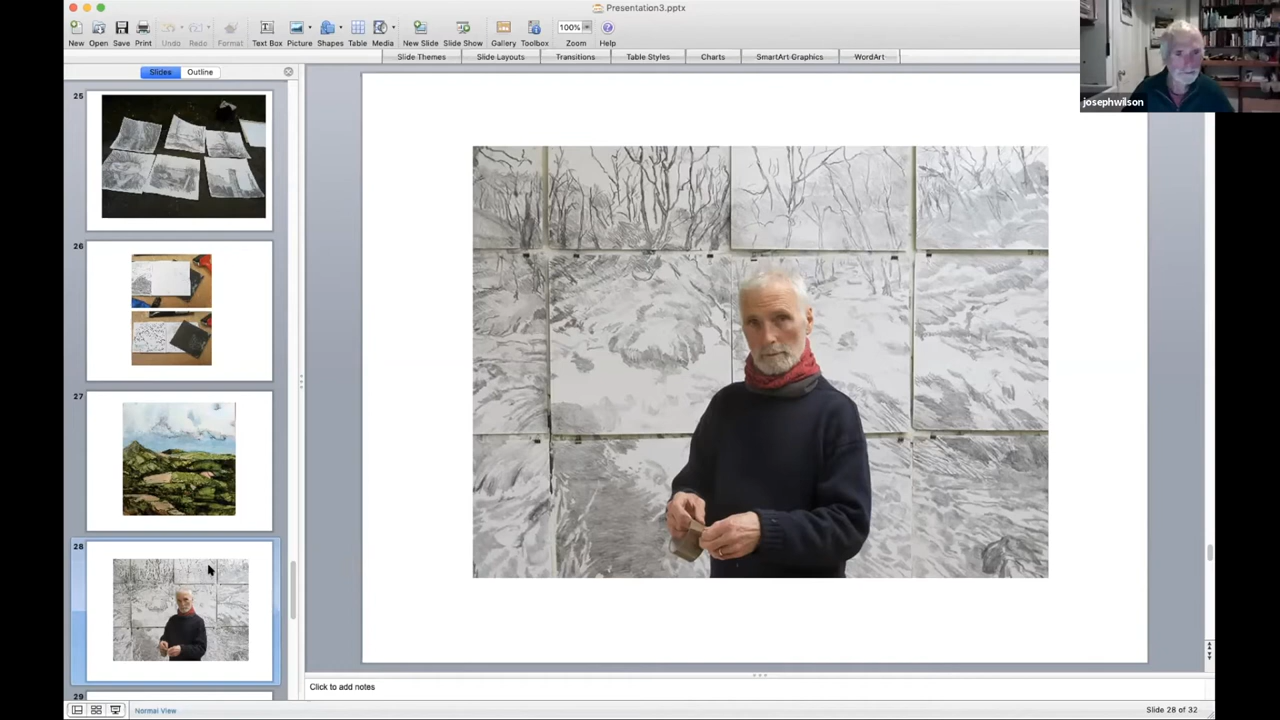 Presentation3.pptx
New Open Save Print Undo Redo Format Text Box Picture Shapes Table Media New Slide Slide Show Gallery Toolbox Zoom Help
100%
Slide Themes Slide Layouts Transitions Table Styles Charts SmartArt Graphics WordArt
Slides Outline
josephwilson
25
26
27
28
29
Click to add notes
Normal View
Slide 28 of 32